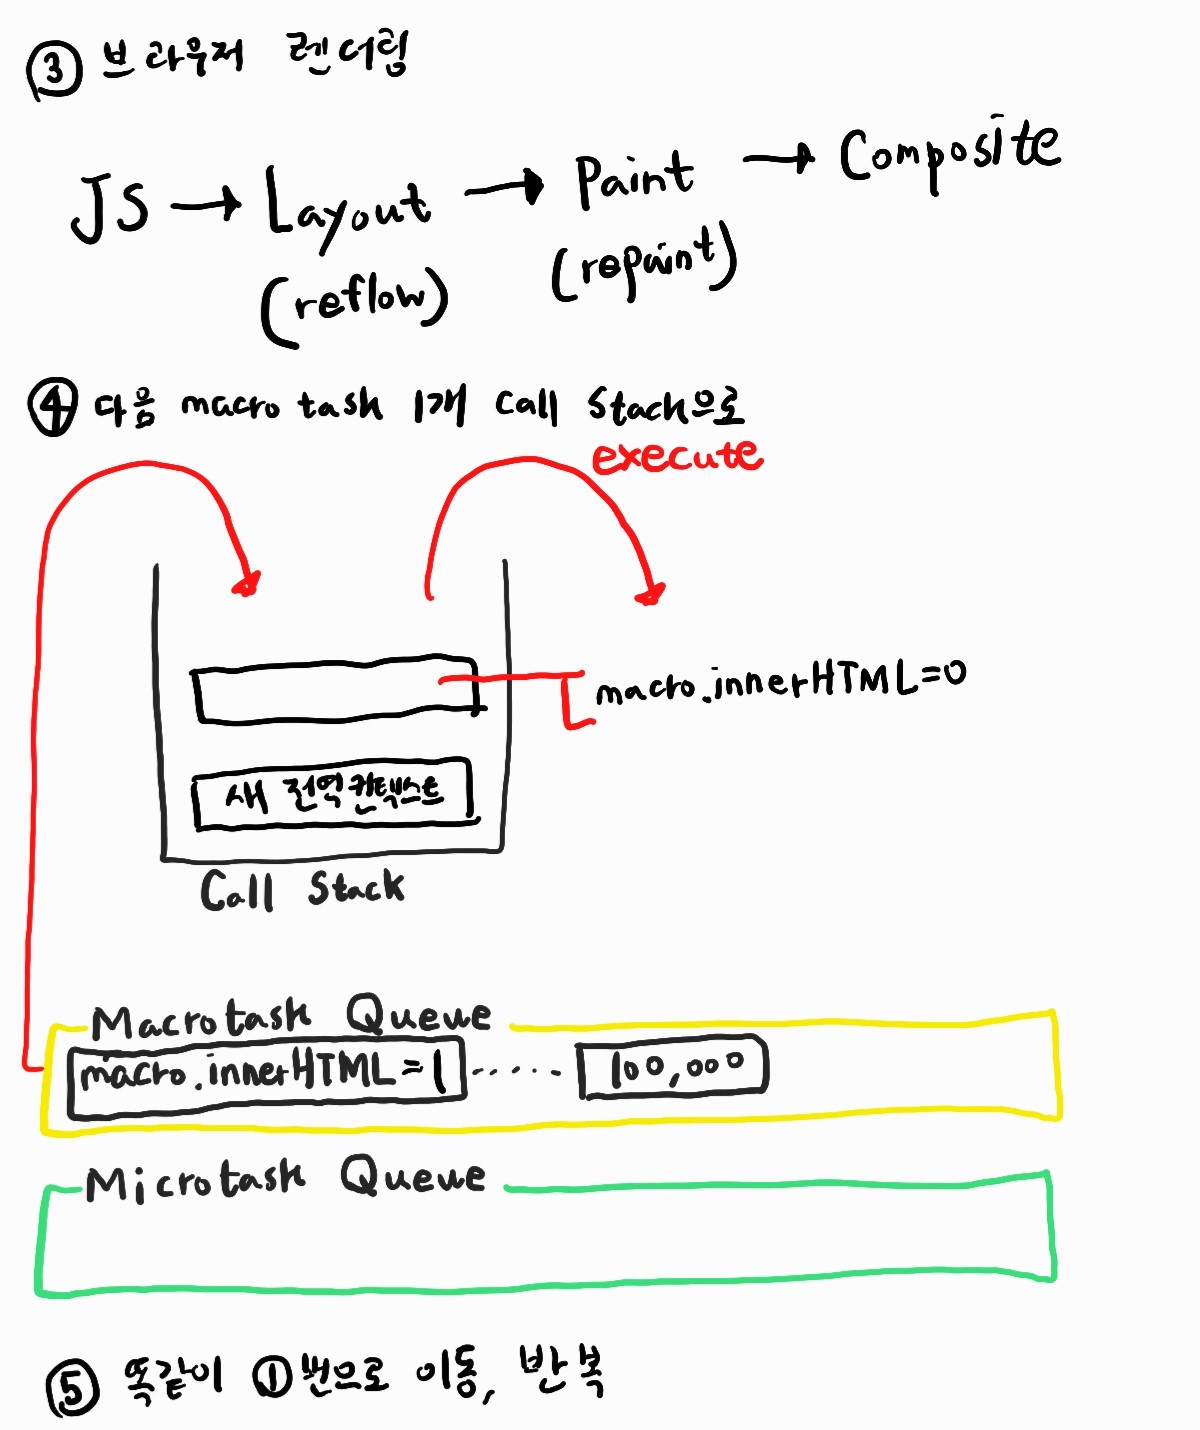 ③ 브라우저 렌더링
JS → Layout → Paint → Composite
(reflow) (repaint)
④ 다음 macro task 1개 Call Stack으로
execute
macro.innerHTML=0
새 전역컨텍스트
Call Stack
Macrotask Queue
macro.innerHTML=1 ..... 100,000
Microtask Queue
⑤ 똑같이 ①번으로 이동, 반복